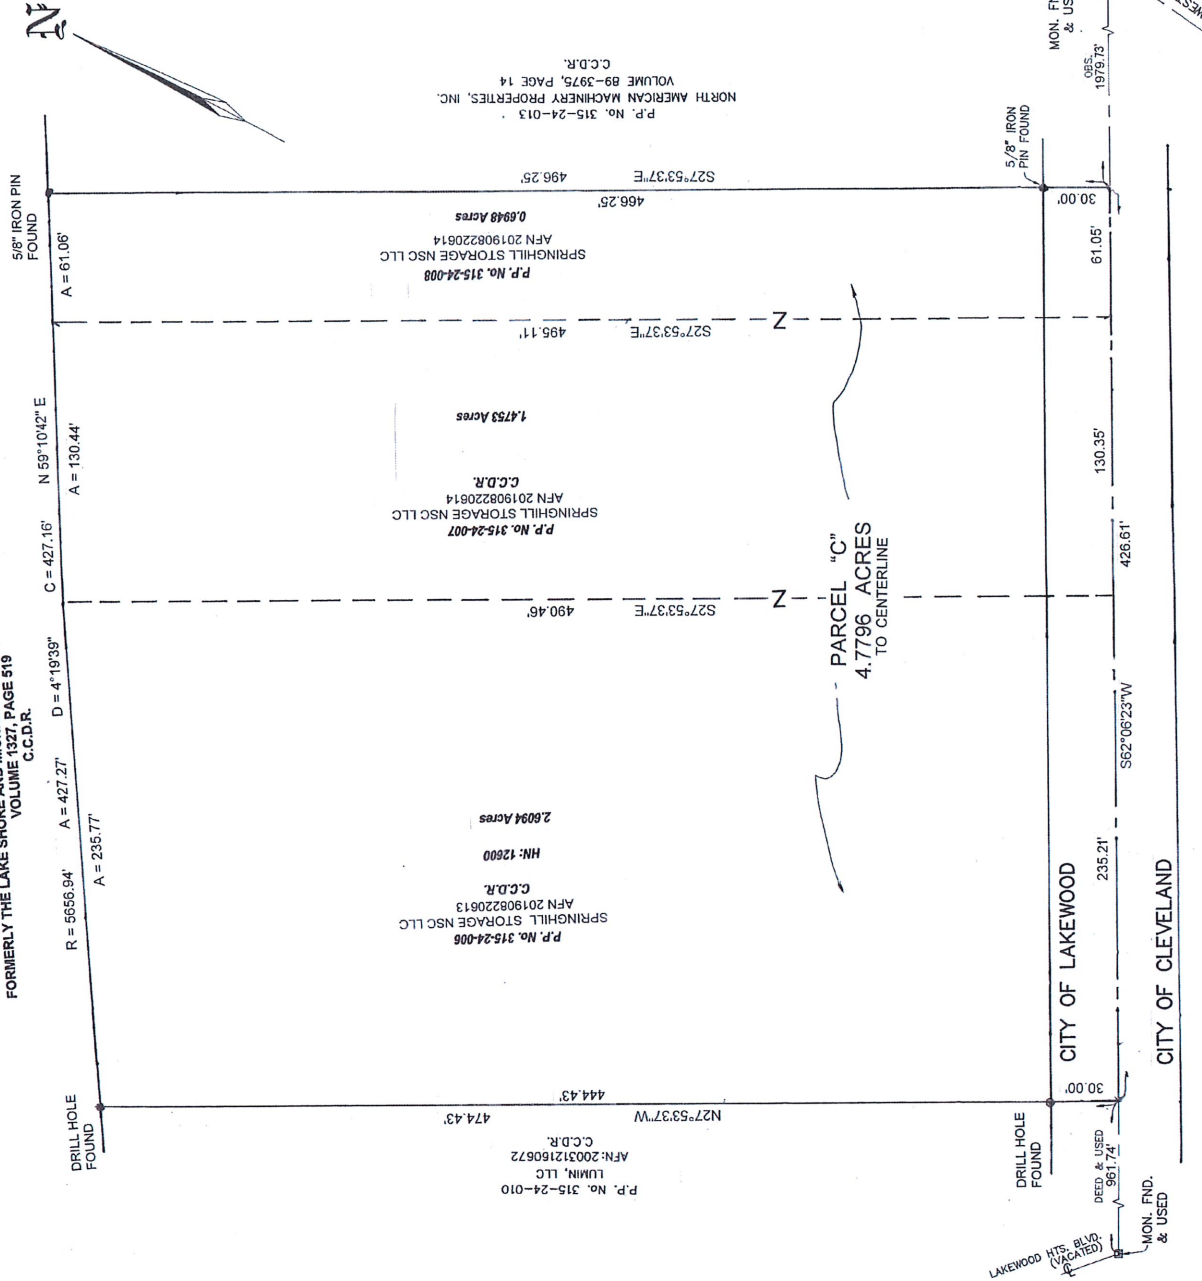 N
P.P. No. 315-24-013
NORTH AMERICAN MACHINERY PROPERTIES, INC.
VOLUME 89-3975, PAGE 14
C.C.D.R.
MON. FN
& US
OBS.
1979.73'
5/8" IRON PIN
FOUND
5/8" IRON
PIN FOUND
S27°53'37"E 496.25'
466.25'
30.00'
A = 61.06'
P.P. No. 315-24-008
SPRINGHILL STORAGE NSC LLC
AFN 201908220614
0.6948 Acres
61.05'
S27°53'37"E 495.11'
Z
N 59°10'42" E
A = 130.44'
C = 427.16'
1.4753 Acres
P.P. No. 315-24-007
SPRINGHILL STORAGE NSC LLC
AFN 201908220614
C.C.D.R.
130.35'
426.61'
S27°53'37"E 490.46'
Z
PARCEL "C"
4.7796 ACRES
TO CENTERLINE
VOLUME 1327, PAGE 519
C.C.D.R.
FORMERLY THE LAKE SHORE AND
D = 4°19'39"
A = 427.27'
R = 5656.94'
A = 235.77'
P.P. No. 315-24-006
SPRINGHILL STORAGE NSC LLC
AFN 201908220613
C.C.D.R.
HN: 12600
2.6094 Acres
S62°06'23"W
235.21'
CITY OF LAKEWOOD
CITY OF CLEVELAND
DRILL HOLE
FOUND
444.43'
N27°53'37"W 474.43'
30.00'
P.P. No. 315-24-010
LUMIN, LLC
AFN: 200312160672
C.C.D.R.
DRILL HOLE
FOUND
DEED & USED
961.74'
MON. FND.
& USED
LAKEWOOD HTS. BLVD.
(VACATED)